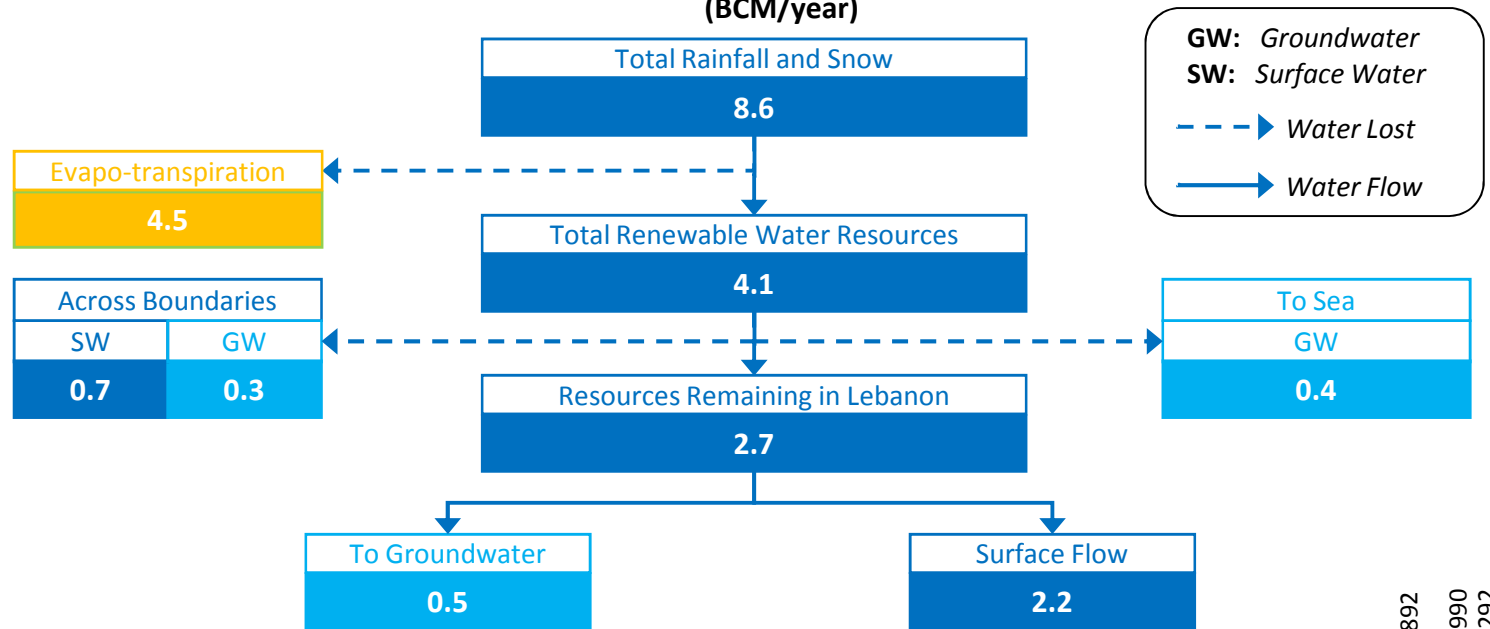 (BCM/year)
GW: Groundwater
SW: Surface Water
Water Lost
Water Flow
Total Rainfall and Snow
8.6
Evapo-transpiration
4.5
Total Renewable Water Resources
4.1
Across Boundaries
SW GW
0.7 0.3
To Sea
GW
0.4
Resources Remaining in Lebanon
2.7
To Groundwater
0.5
Surface Flow
2.2